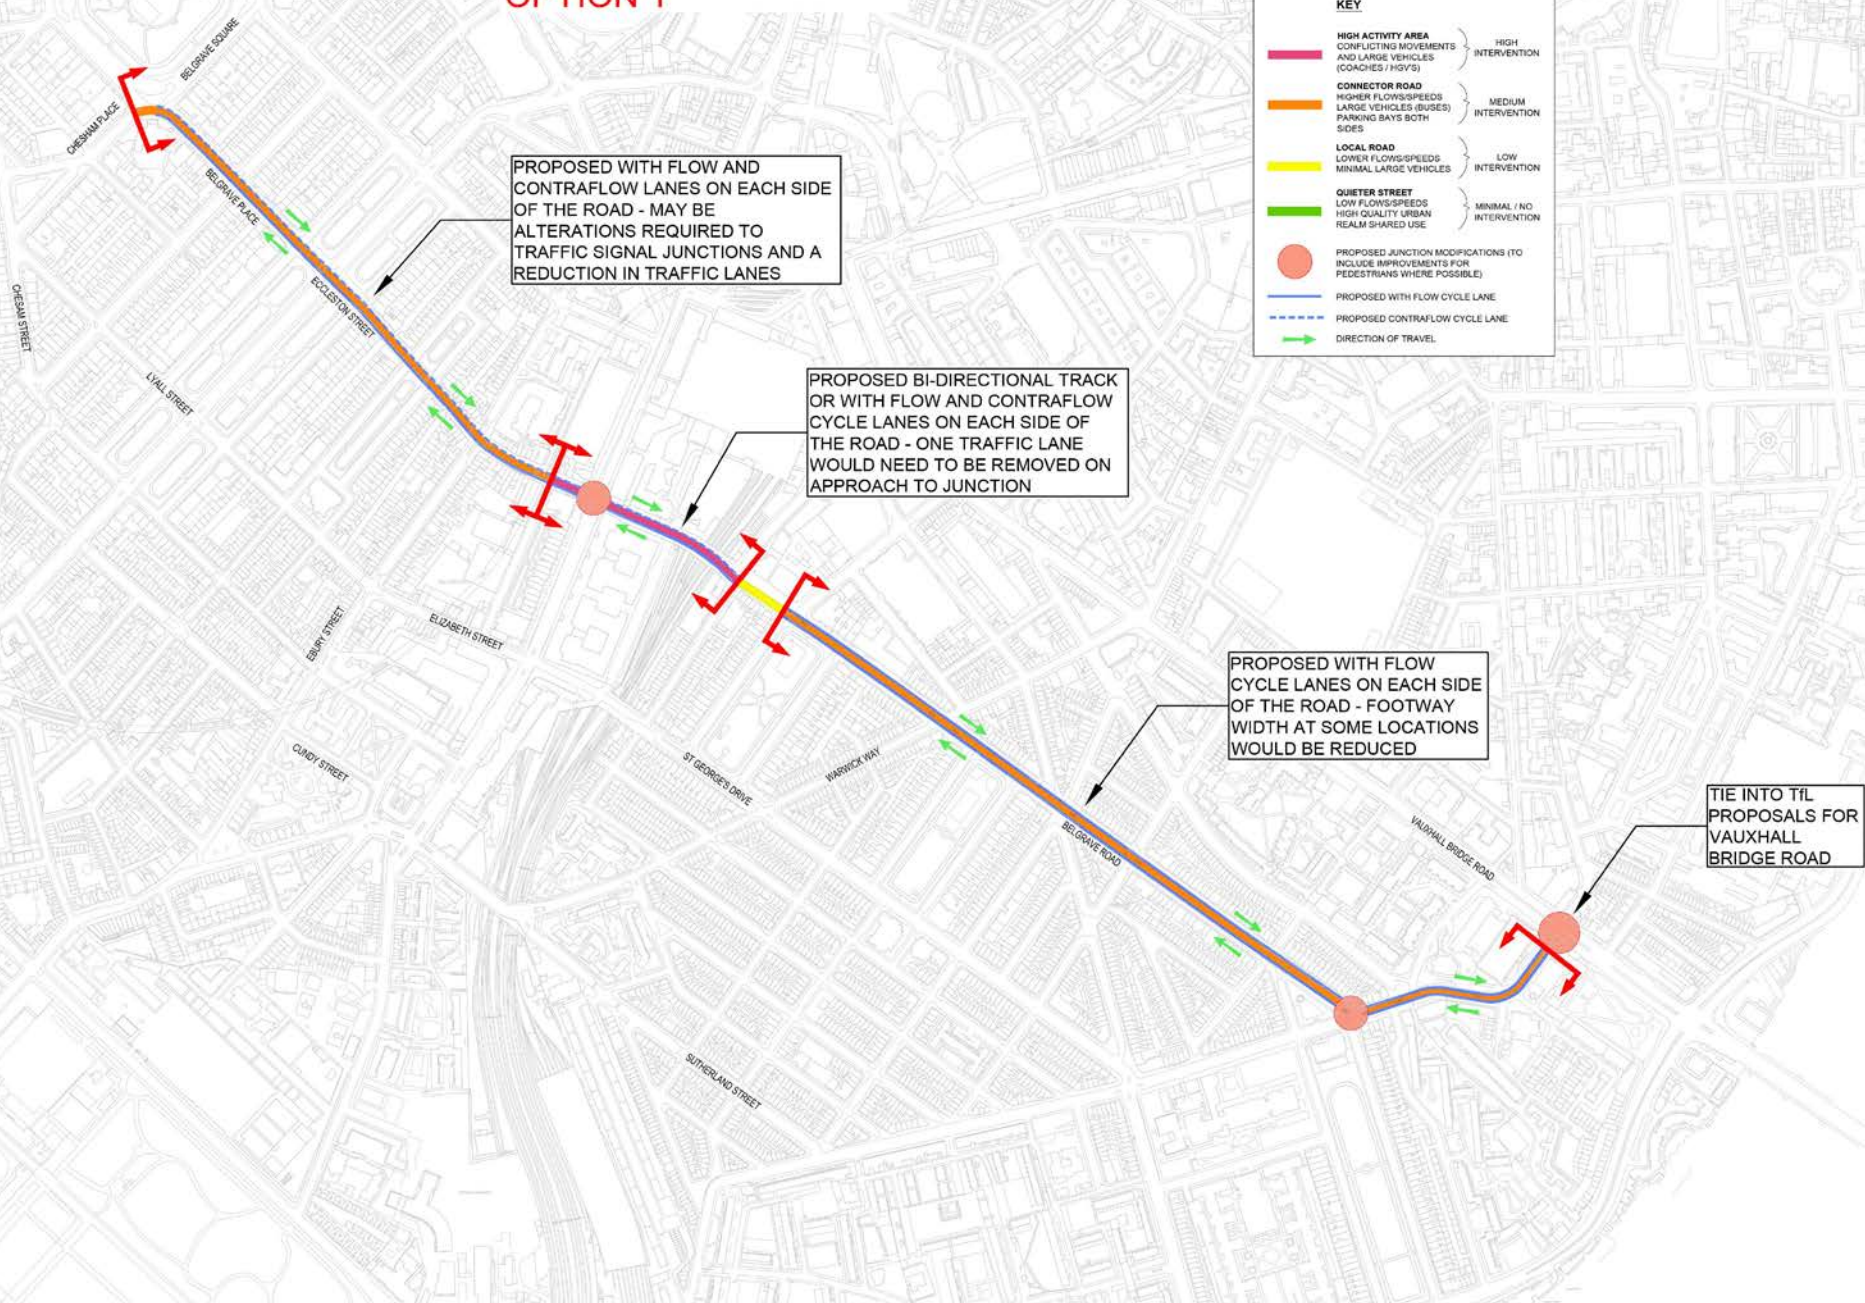 OPTION 1
KEY
HIGH ACTIVITY AREA
CONFLICTING MOVEMENTS
AND LARGE VEHICLES
(COACHES / HGV'S)
HIGH
INTERVENTION
CONNECTOR ROAD
HIGHER FLOWS/SPEEDS
LARGE VEHICLES (BUSES)
PARKING BAYS BOTH
SIDES
MEDIUM
INTERVENTION
LOCAL ROAD
LOWER FLOWS/SPEEDS
MINIMAL LARGE VEHICLES
LOW
INTERVENTION
QUIETER STREET
LOW FLOWS/SPEEDS
HIGH QUALITY URBAN
REALM SHARED USE
MINIMAL / NO
INTERVENTION
PROPOSED JUNCTION MODIFICATIONS (TO
INCLUDE IMPROVEMENTS FOR
PEDESTRIANS WHERE POSSIBLE)
PROPOSED WITH FLOW CYCLE LANE
PROPOSED CONTRAFLOW CYCLE LANE
DIRECTION OF TRAVEL
BELGRAVE SQUARE
CHESHAM PLACE
BELGRAVE PLACE
PROPOSED WITH FLOW AND
CONTRAFLOW LANES ON EACH SIDE
OF THE ROAD - MAY BE
ALTERATIONS REQUIRED TO
TRAFFIC SIGNAL JUNCTIONS AND A
REDUCTION IN TRAFFIC LANES
CHESAM STREET
ECCLESTON STREET
LYALL STREET
PROPOSED BI-DIRECTIONAL TRACK
OR WITH FLOW AND CONTRAFLOW
CYCLE LANES ON EACH SIDE OF
THE ROAD - ONE TRAFFIC LANE
WOULD NEED TO BE REMOVED ON
APPROACH TO JUNCTION
EBURY STREET
ELIZABETH STREET
PROPOSED WITH FLOW
CYCLE LANES ON EACH SIDE
OF THE ROAD - FOOTWAY
WIDTH AT SOME LOCATIONS
WOULD BE REDUCED
CUNDY STREET
ST GEORGE'S DRIVE
WARWICK WAY
BELGRAVE ROAD
VAUXHALL BRIDGE ROAD
TIE INTO TfL
PROPOSALS FOR
VAUXHALL
BRIDGE ROAD
SUTHERLAND STREET